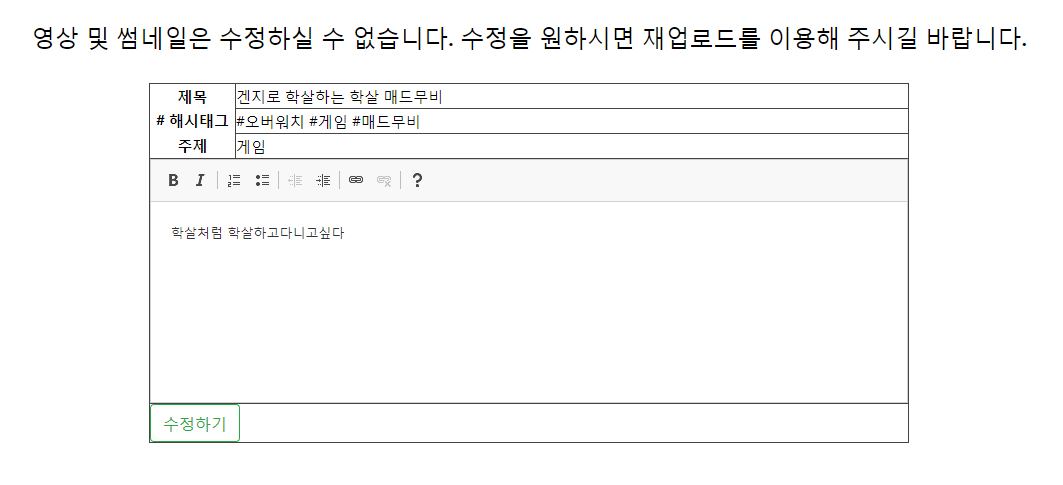 영상 및 썸네일은 수정하실 수 없습니다. 수정을 원하시면 재업로드를 이용해 주시길 바랍니다.
제목 겐지로 학살하는 학살 매드무비
# 해시태그 #오버워치 #게임 #매드무비
주제 게임
B I ?
학살처럼 학살하고다니고싶다
수정하기